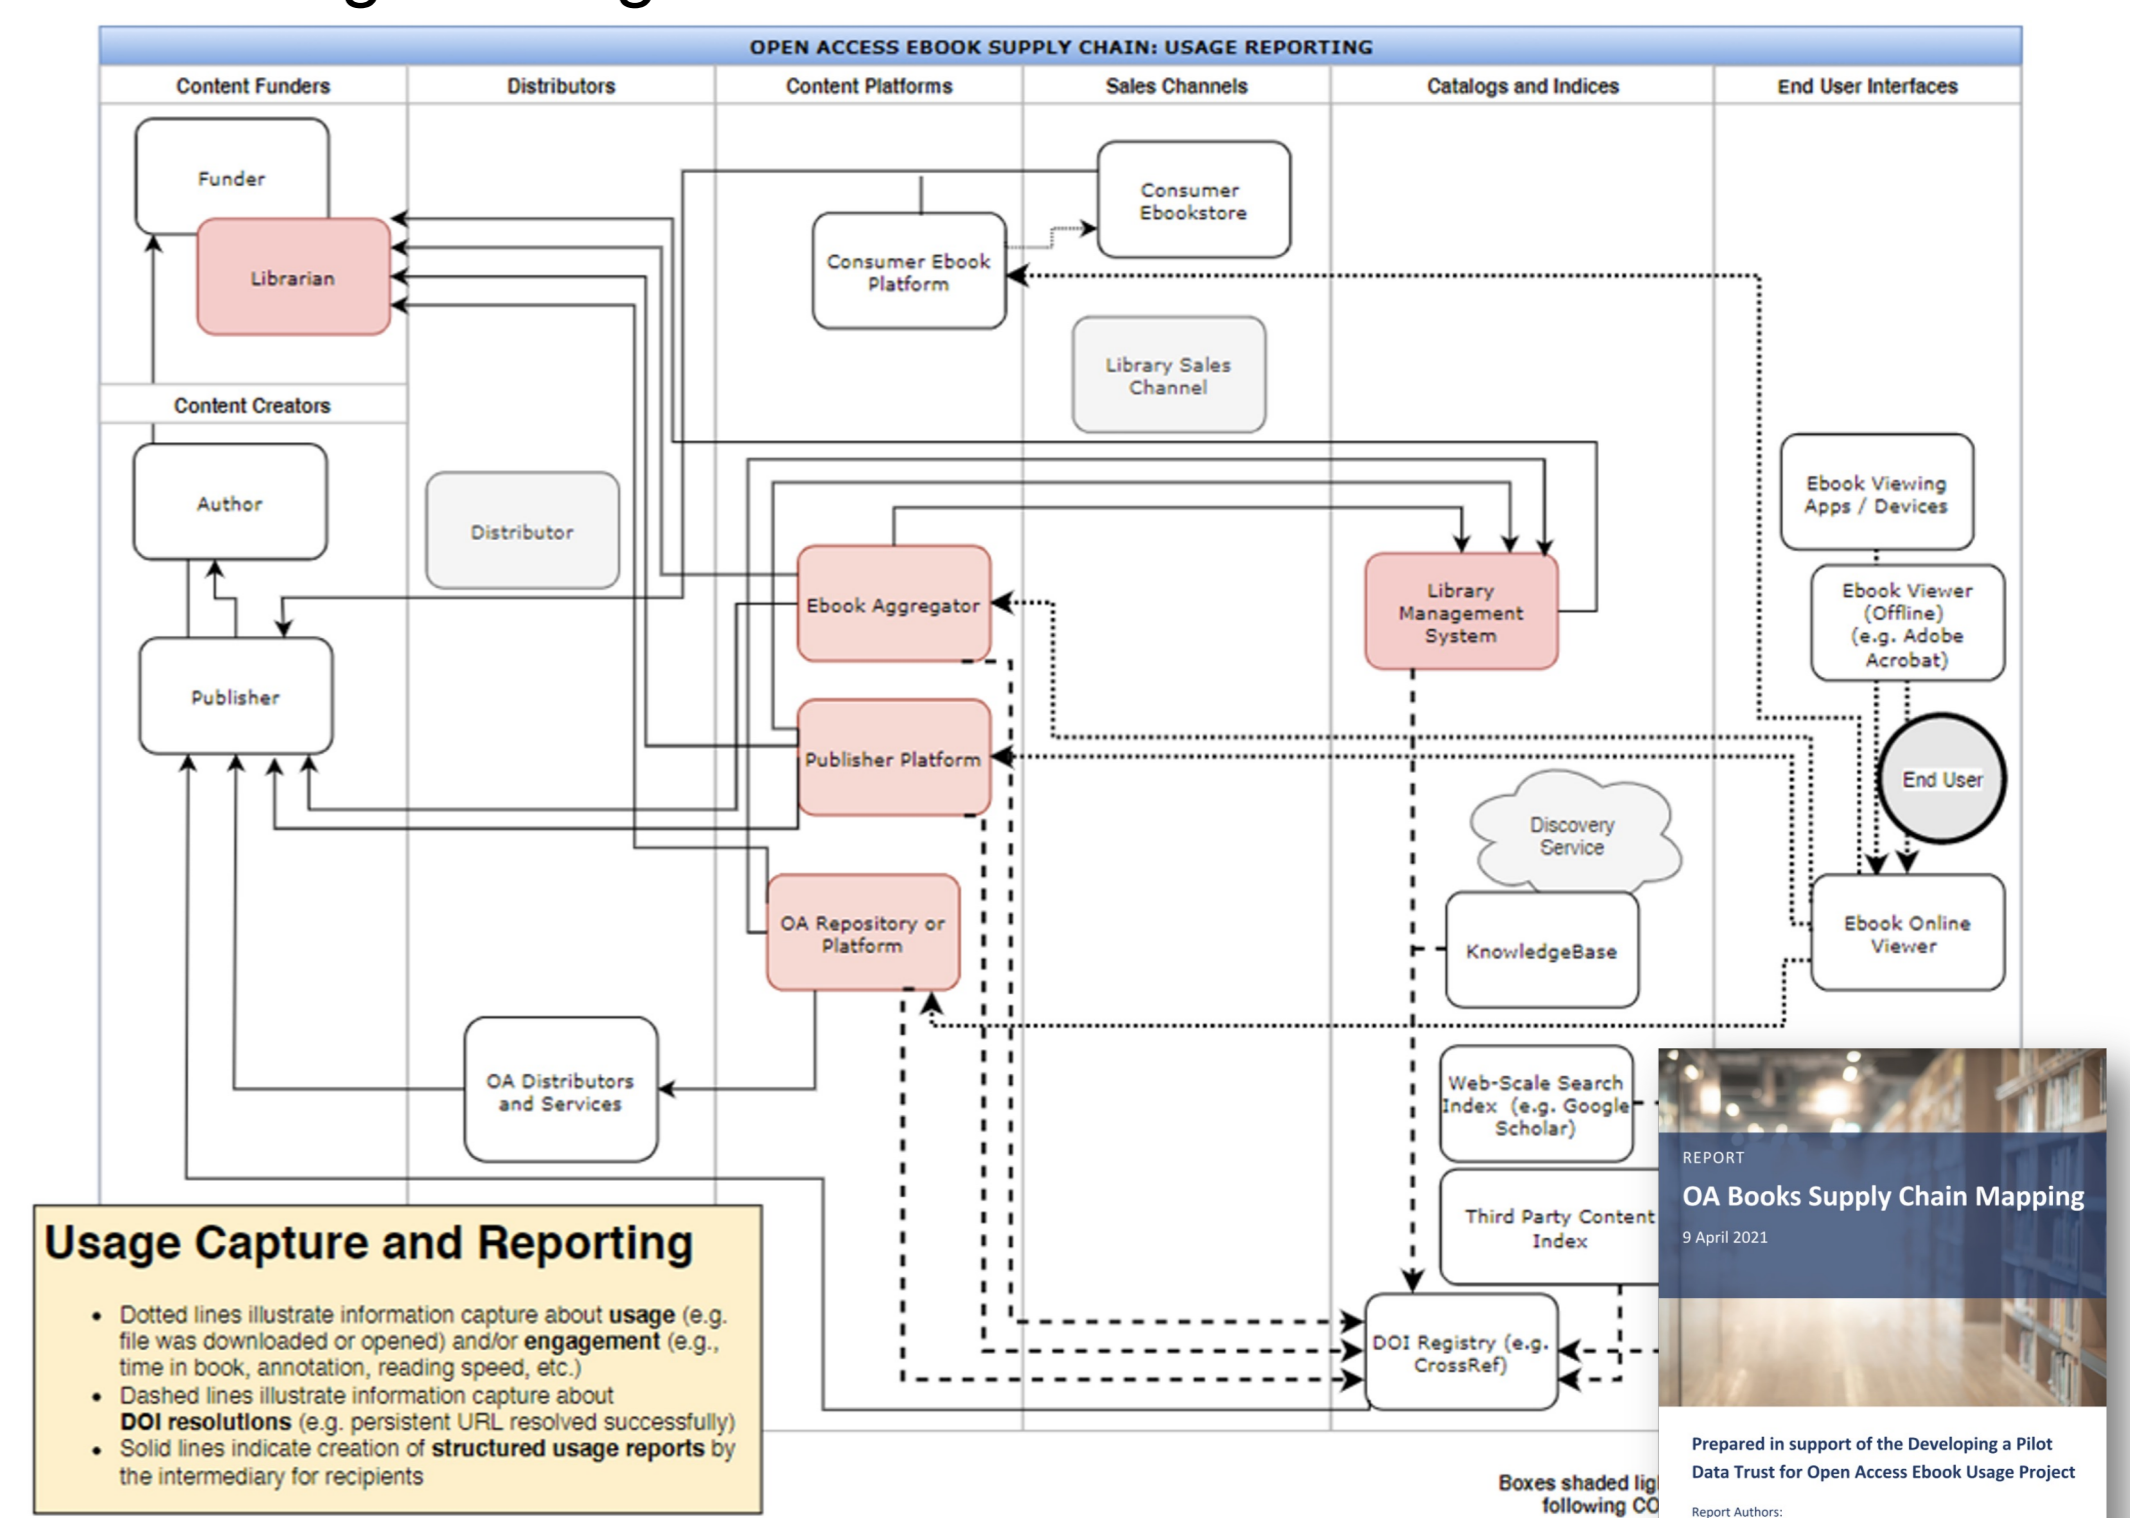 OPEN ACCESS EBOOK SUPPLY CHAIN: USAGE REPORTING
Content Funders
Distributors
Content Platforms
Sales Channels
Catalogs and Indices
End User Interfaces
Funder
Librarian
Consumer
Ebookstore
Consumer Ebook
Platform
Library Sales
Channel
Content Creators
Author
Distributor
Ebook Viewing
Apps / Devices
Ebook Aggregator
Library
Management
System
Ebook Viewer
(Offline)
(e.g. Adobe
Acrobat)
Publisher
Publisher Platform
End User
Discovery
Service
OA Repository or
Platform
KnowledgeBase
Ebook Online
Viewer
OA Distributors
and Services
Web-Scale Search
Index (e.g. Google
Scholar)
Third Party Content
Index
DOI Registry (e.g.
CrossRef)
Usage Capture and Reporting
• Dotted lines illustrate information capture about usage (e.g.
file was downloaded or opened) and/or engagement (e.g.,
time in book, annotation, reading speed, etc.)
• Dashed lines illustrate information capture about
DOI resolutions (e.g. persistent URL resolved successfully)
• Solid lines indicate creation of structured usage reports by
the intermediary for recipients
Boxes shaded lig
following CO
REPORT
OA Books Supply Chain Mapping
9 April 2021
Prepared in support of the Developing a Pilot
Data Trust for Open Access Ebook Usage Project
Report Authors: